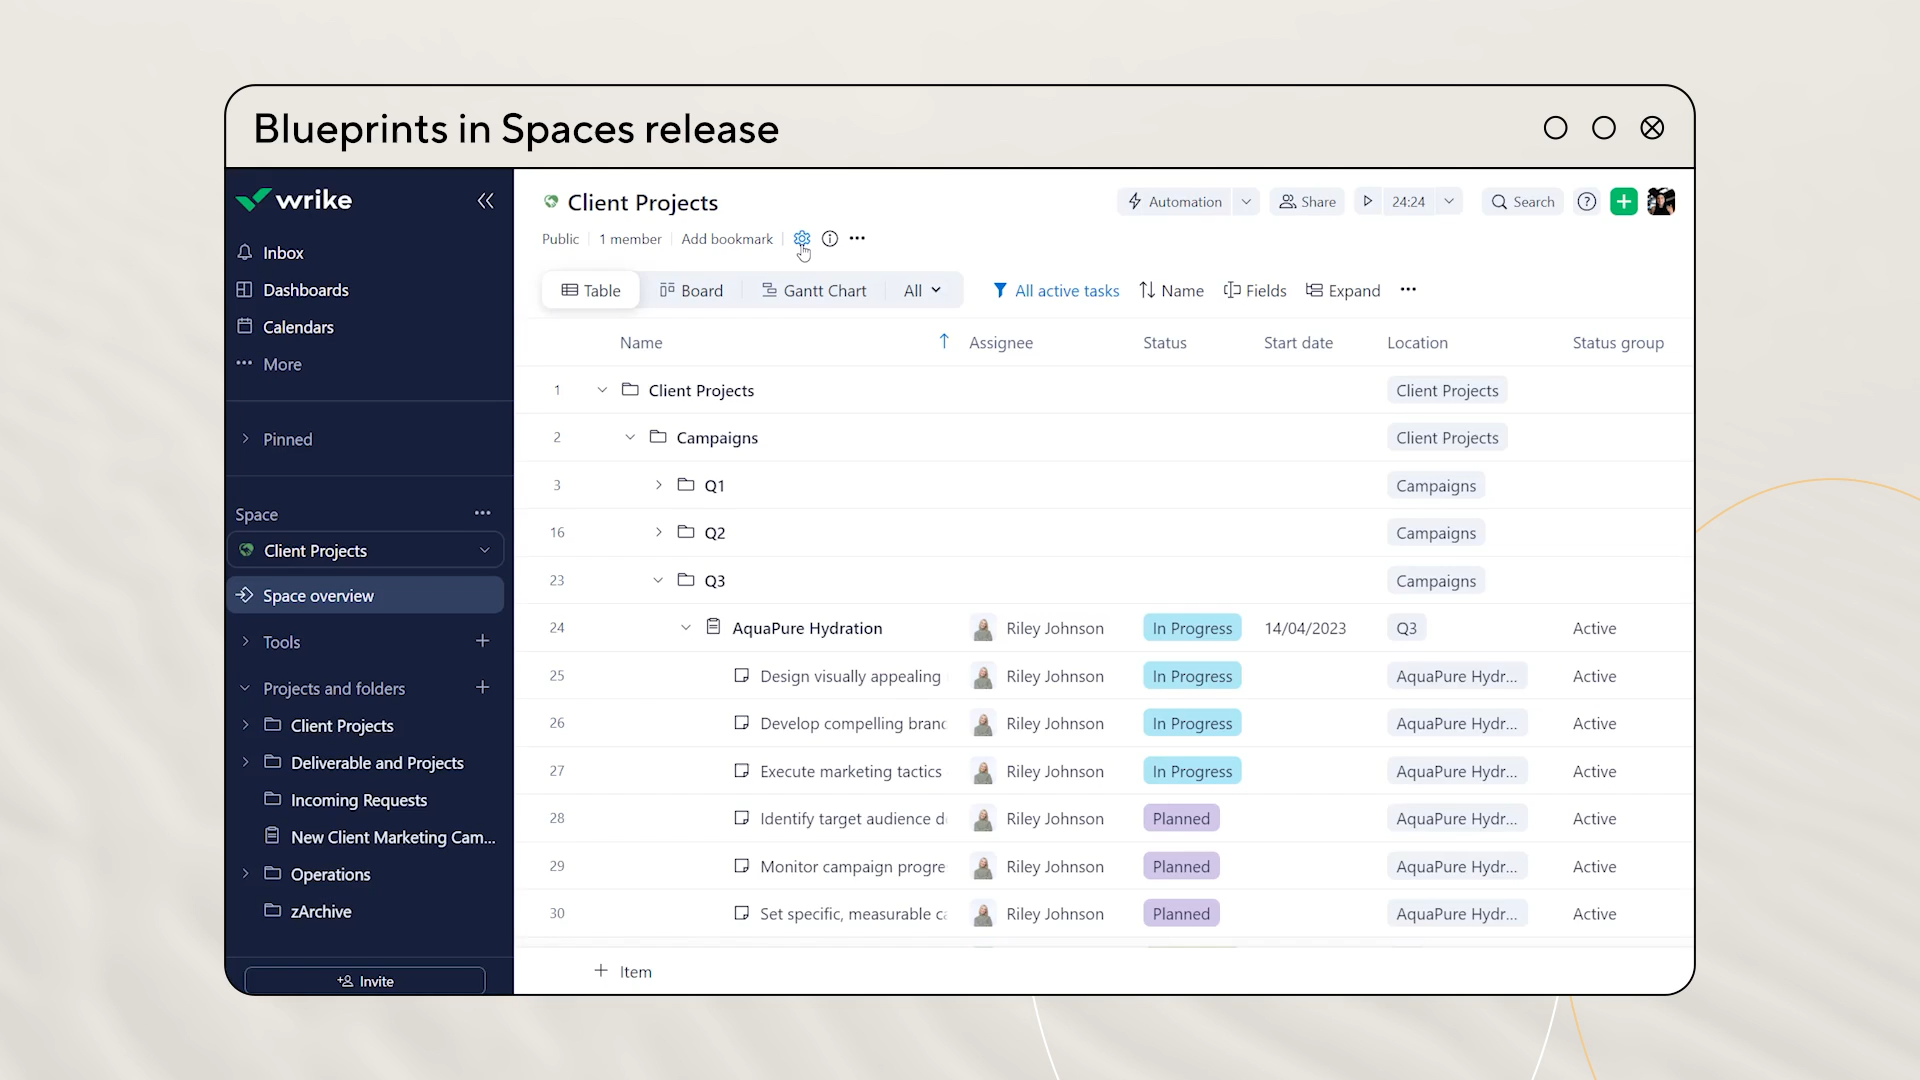 Blueprints in Spaces release
wrike
Inbox
Dashboards
Calendars
More
Pinned
Space
Client Projects
Space overview
Tools
Projects and folders
Client Projects
Deliverable and Projects
Incoming Requests
New Client Marketing Cam...
Operations
zArchive
Invite
Client Projects
Automation
Share
24:24
Search
Public
1 member
Add bookmark
Table
Board
Gantt Chart
All
All active tasks
Name
Fields
Expand
Name Assignee Status Start date Location Status group
1 Client Projects Client Projects
2 Campaigns Client Projects
3 Q1 Campaigns
16 Q2 Campaigns
23 Q3 Campaigns
24 AquaPure Hydration Riley Johnson In Progress 14/04/2023 Q3 Active
25 Design visually appealing Riley Johnson In Progress AquaPure Hydr... Active
26 Develop compelling Riley Johnson In Progress AquaPure Hydr... Active
27 Execute marketing tactics Riley Johnson In Progress AquaPure Hydr... Active
28 Identify target audience Riley Johnson Planned AquaPure Hydr... Active
29 Monitor campaign progre Riley Johnson Planned AquaPure Hydr... Active
30 Set specific, measurable Riley Johnson Planned AquaPure Hydr... Active
+ Item